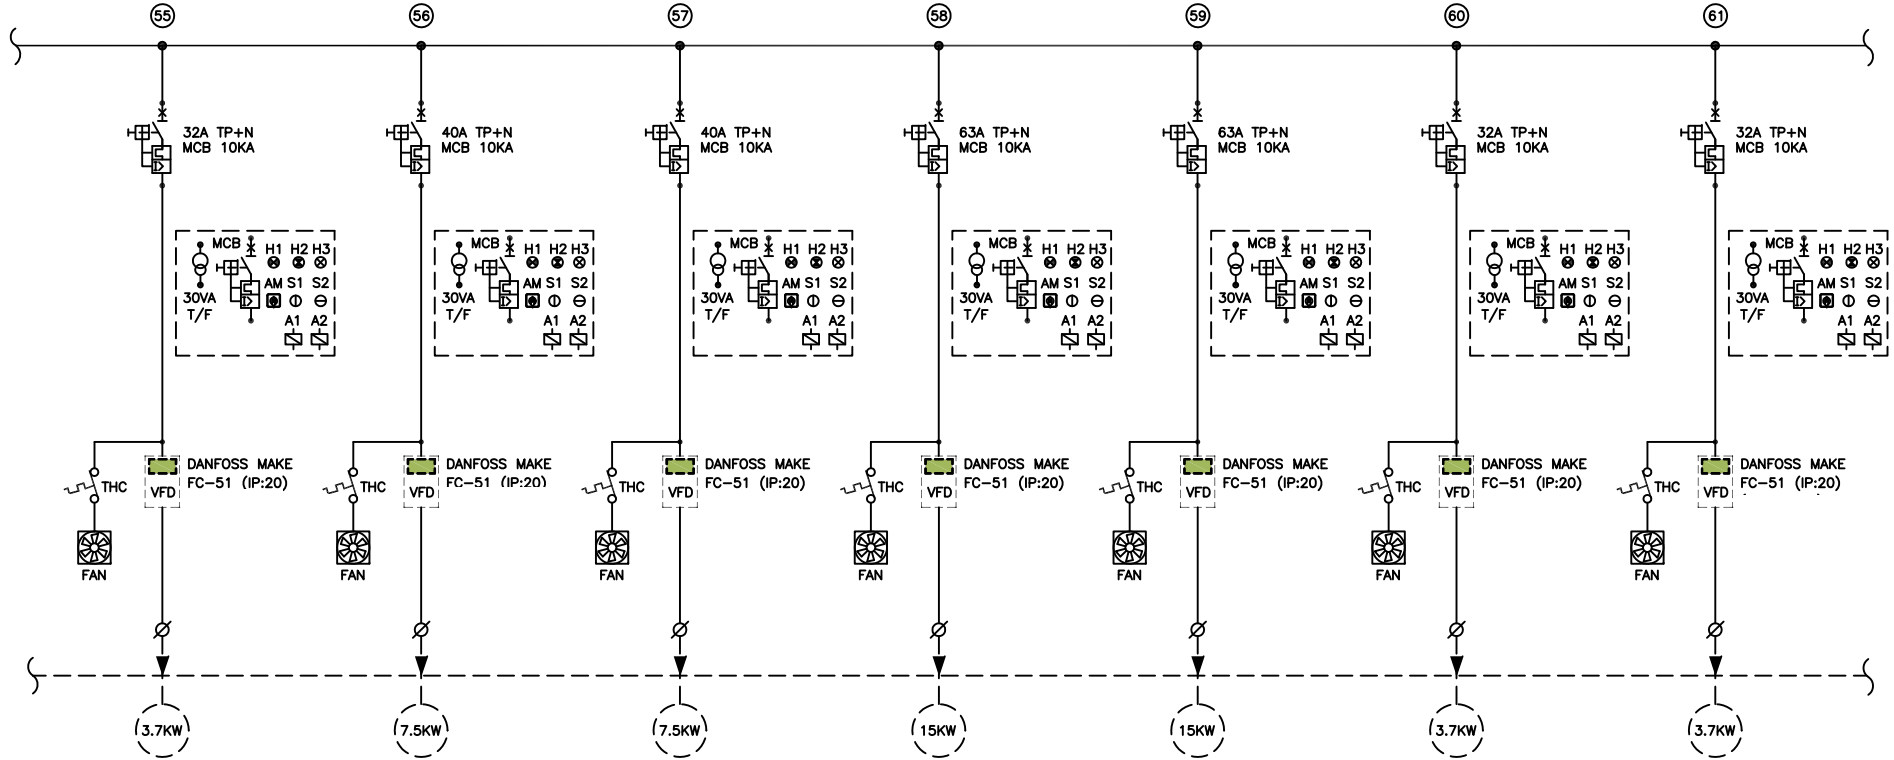 55 56 57 58 59 60 61
32A TP+N
MCB 10KA
40A TP+N
MCB 10KA
40A TP+N
MCB 10KA
63A TP+N
MCB 10KA
63A TP+N
MCB 10KA
32A TP+N
MCB 10KA
32A TP+N
MCB 10KA
MCB H1 H2 H3
AM S1 S2
30VA
T/F
A1 A2
MCB H1 H2 H3
AM S1 S2
30VA
T/F
A1 A2
MCB H1 H2 H3
AM S1 S2
30VA
T/F
A1 A2
MCB H1 H2 H3
AM S1 S2
30VA
T/F
A1 A2
MCB H1 H2 H3
AM S1 S2
30VA
T/F
A1 A2
MCB H1 H2 H3
AM S1 S2
30VA
T/F
A1 A2
MCB H1 H2 H3
AM S1 S2
30VA
T/F
A1 A2
DANFOSS MAKE
FC-51 (IP:20)
THC
VFD
FAN
DANFOSS MAKE
FC-51 (IP:20)
THC
VFD
FAN
DANFOSS MAKE
FC-51 (IP:20)
THC
VFD
FAN
DANFOSS MAKE
FC-51 (IP:20)
THC
VFD
FAN
DANFOSS MAKE
FC-51 (IP:20)
THC
VFD
FAN
DANFOSS MAKE
FC-51 (IP:20)
THC
VFD
FAN
DANFOSS MAKE
FC-51 (IP:20)
THC
VFD
FAN
3.7KW 7.5KW 7.5KW 15KW 15KW 3.7KW 3.7KW